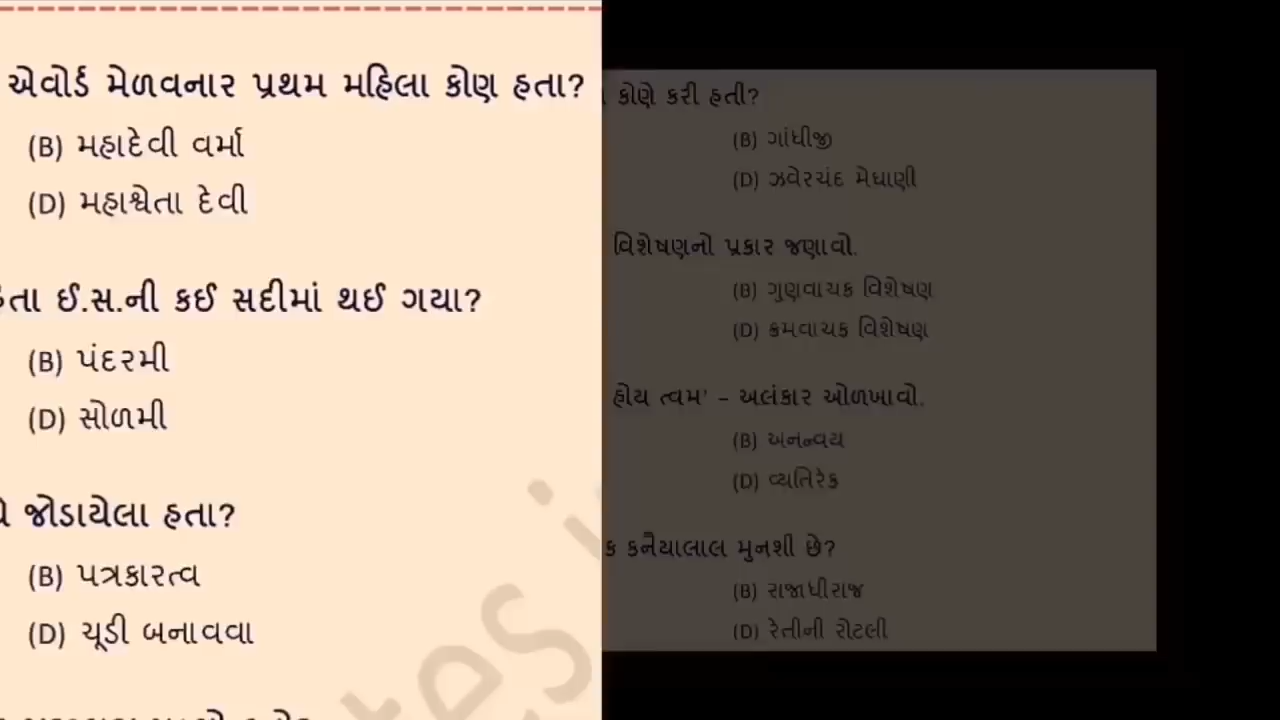 એવોર્ડ મેળવનાર પ્રથમ મહિલા કોણ હતા?
(B) મહાદેવી વર્મા
(D) મહાશ્વેતા દેવી
ઈ.સ.ની કઈ સદીમાં થઈ ગયા?
(B) પંદરમી
(D) સોળમી
જોડાયેલા હતા?
(B) પત્રકારત્વ
(D) ચૂડી બનાવવા
કોણે કરી હતી?
(B) ગાંધીજી
(D) ઝવેરચંદ મેઘાણી
વિશેષણનો પ્રકાર જણાવો.
(B) ગુણવાચક વિશેષણ
(D) ક્રમવાચક વિશેષણ
હોય ત્વમ' – અલંકાર ઓળખાવો.
(B) અનન્વય
(D) વ્યતિરેક
કનૈયાલાલ મુનશી છે?
(B) રાજાધીરાજ
(D) રેતીની રોટલી